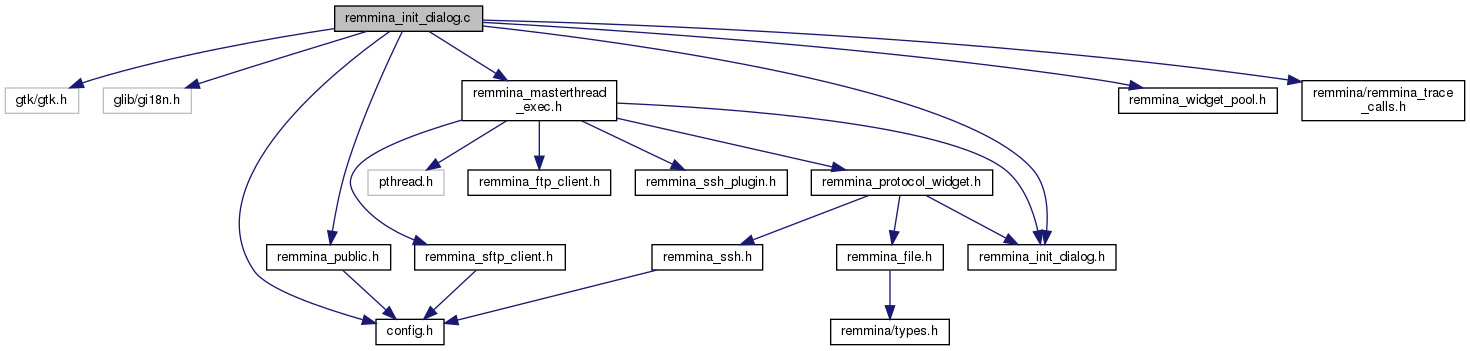 remmina_init_dialog.c
gtk/gtk.h
glib/gi18n.h
remmina_masterthread
_exec.h
remmina_widget_pool.h
remmina/remmina_trace
_calls.h
pthread.h
remmina_ftp_client.h
remmina_ssh_plugin.h
remmina_protocol_widget.h
remmina_public.h
remmina_sftp_client.h
remmina_ssh.h
remmina_file.h
remmina_init_dialog.h
config.h
remmina/types.h